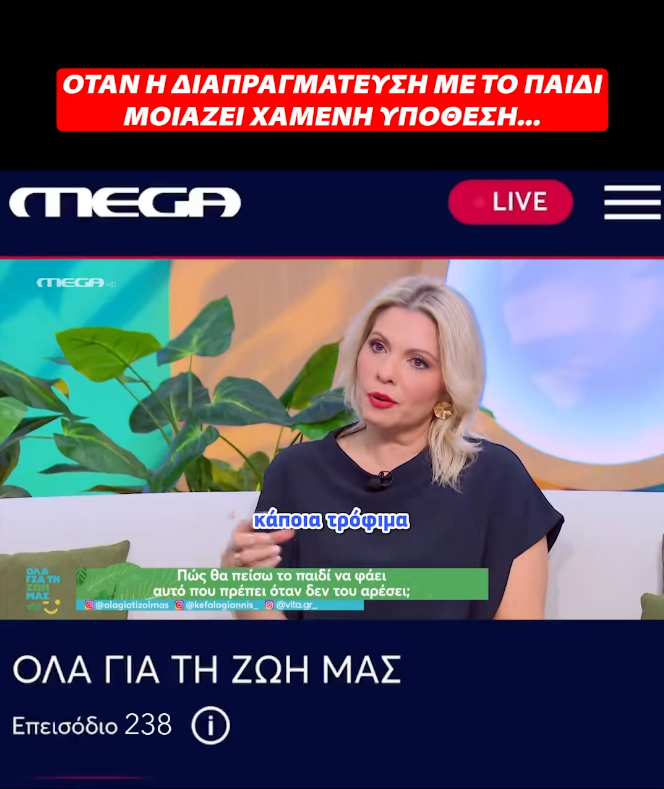 ΟΤΑΝ Η ΔΙΑΠΡΑΓΜΑΤΕΥΣΗ ΜΕ ΤΟ ΠΑΙΔΙ
ΜΟΙΑΖΕΙ ΧΑΜΕΝΗ ΥΠΟΘΕΣΗ...
MEGA
LIVE
MEGA HD
κάποια τρόφιμα
ΟΛΑ
ΓΙΑ ΤΗ
ΖΩΗ
ΜΑΣ
vita
Πώς θα πείσω το παιδί να φάει
αυτό που πρέπει όταν δεν του αρέσει;
@olagiatizoimas @kefalogiannis_ @vita.gr_
ΟΛΑ ΓΙΑ ΤΗ ΖΩΗ ΜΑΣ
Επεισόδιο 238 i